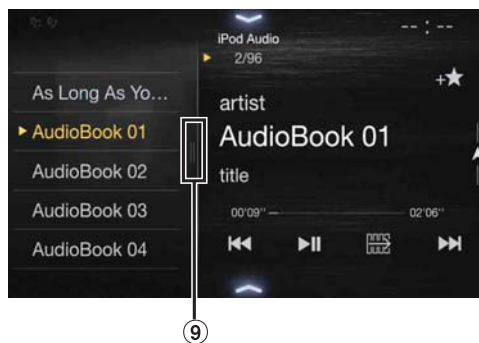 iPod Audio
-- : --
2/96
As Long As Yo...
AudioBook 01
AudioBook 02
AudioBook 03
AudioBook 04
artist
AudioBook 01
title
00'09"
02'06"
9